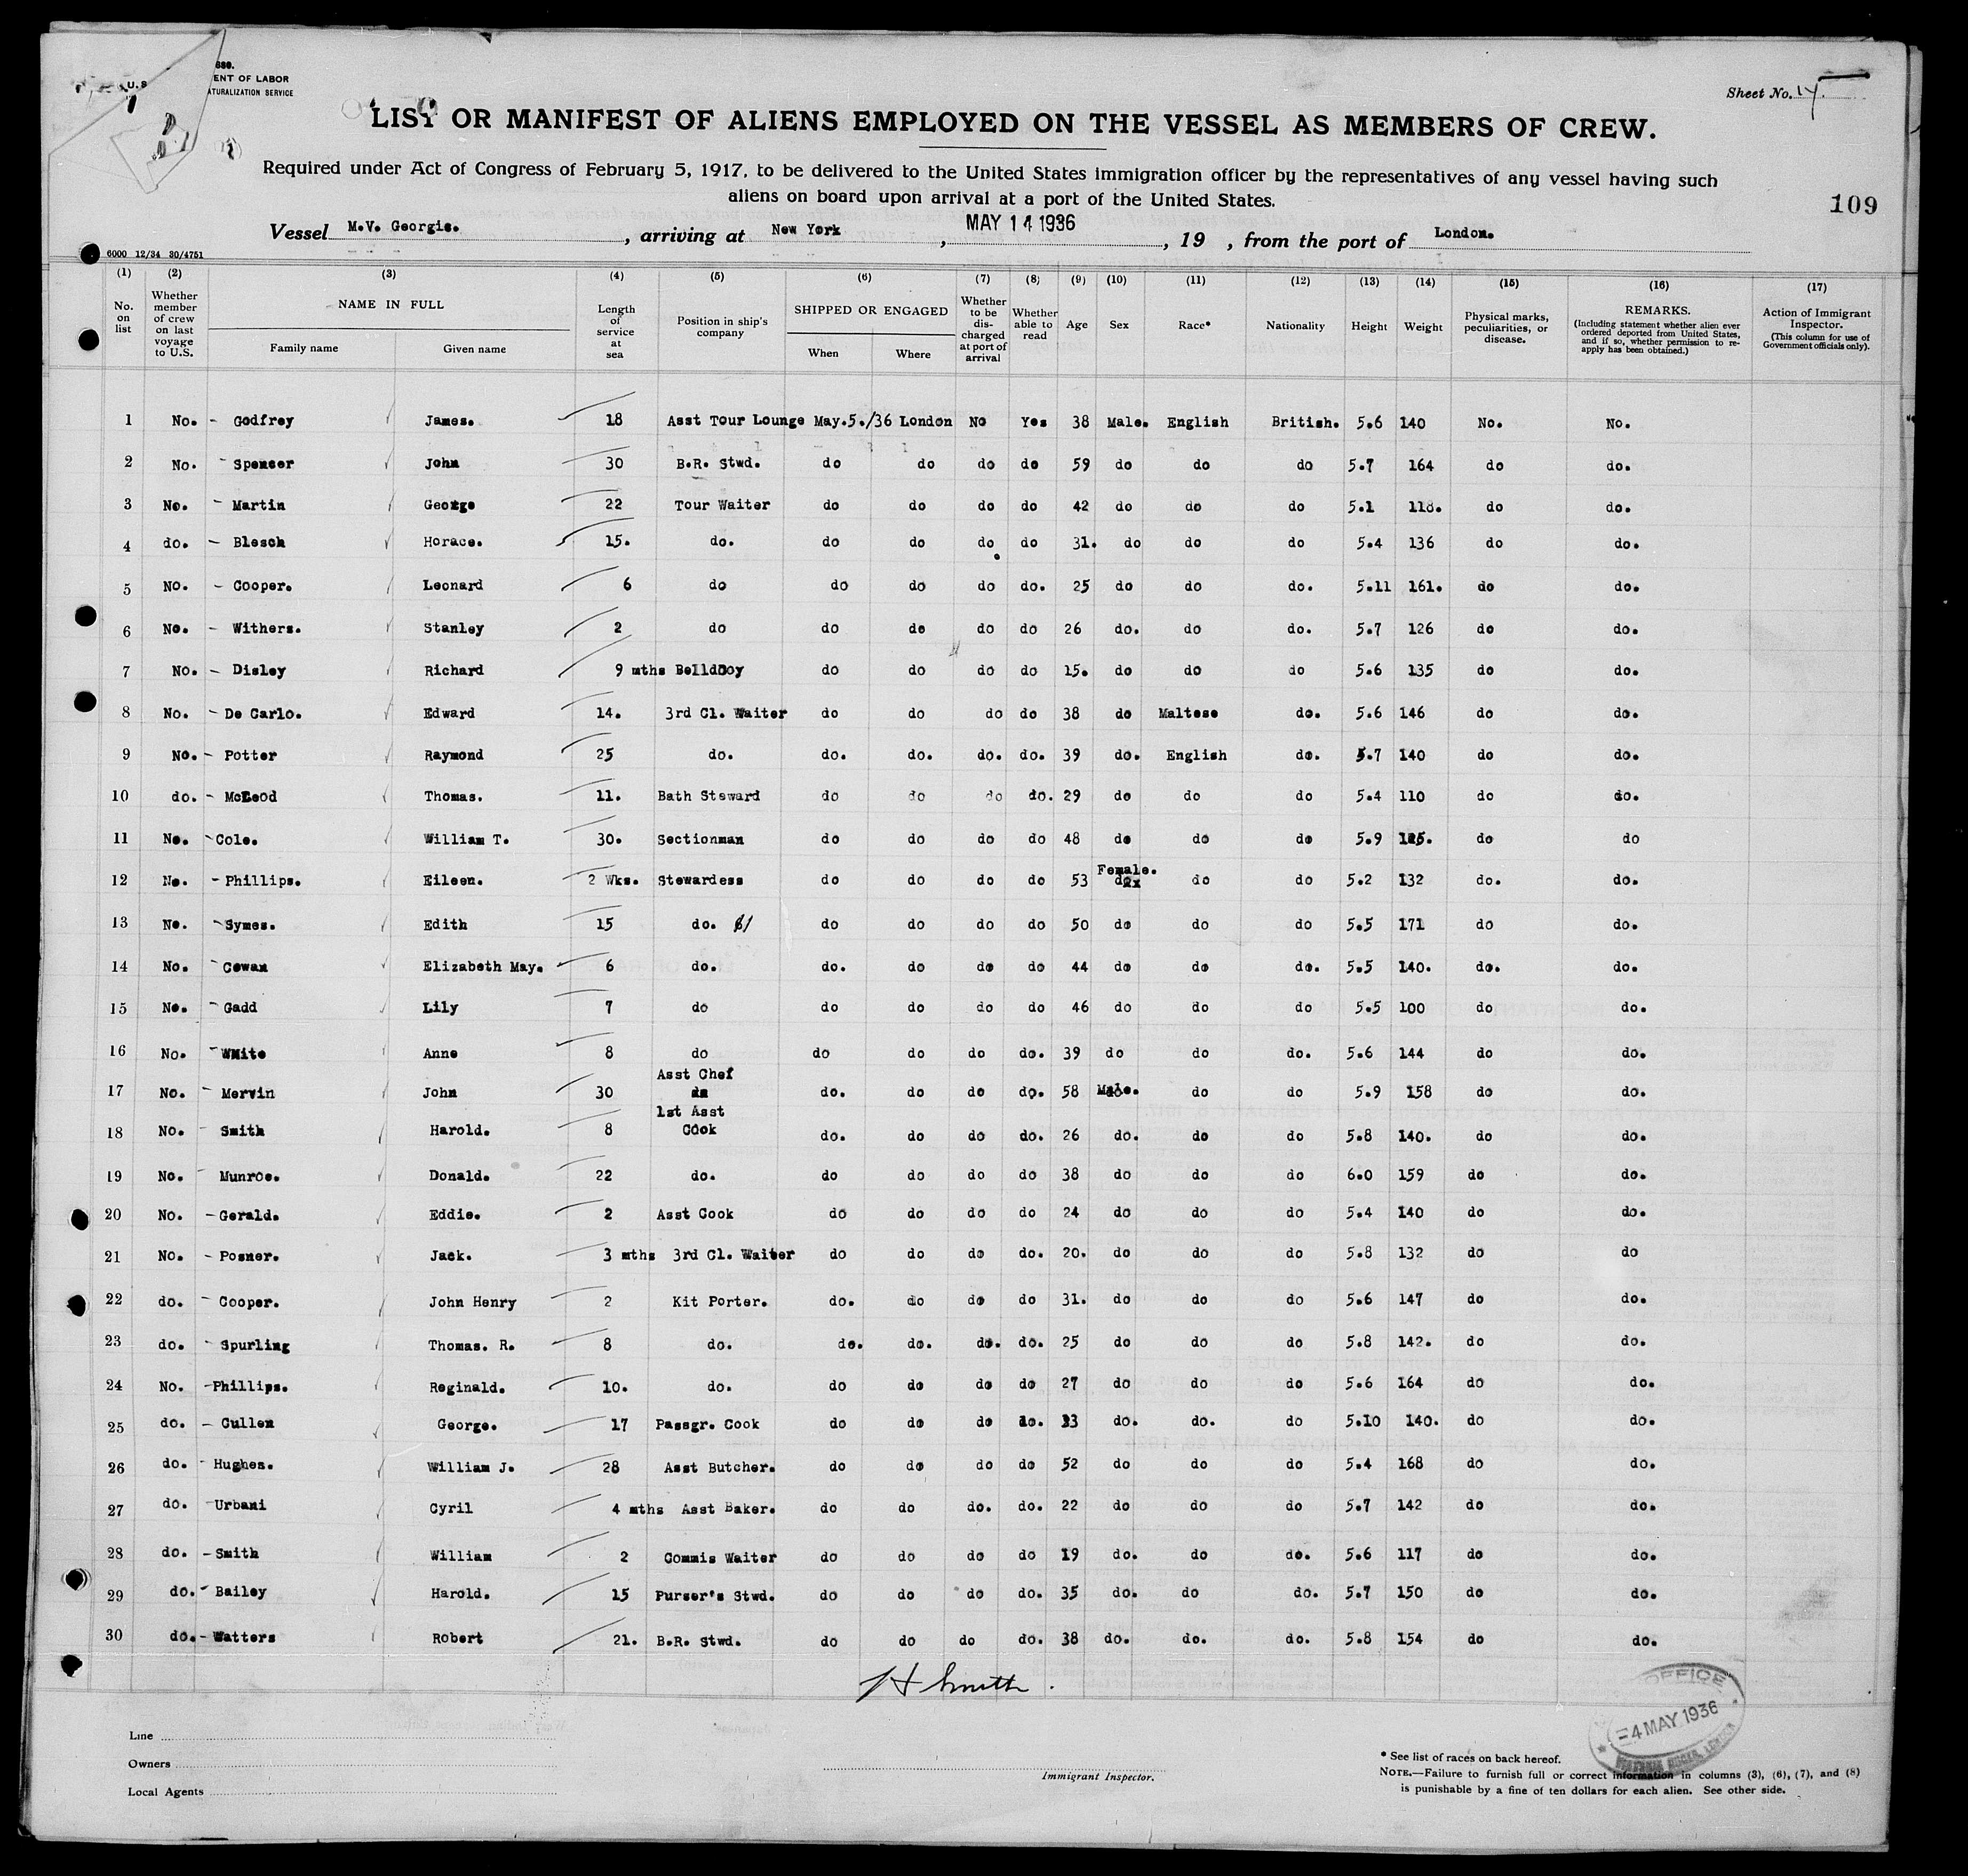 689.
U.S ENT OF LABOR
ATURALIZATION SERVICE
Sheet No. 14
LIST OR MANIFEST OF ALIENS EMPLOYED ON THE VESSEL AS MEMBERS OF CREW.
Required under Act of Congress of February 5, 1917, to be delivered to the United States immigration officer by the representatives of any vessel having such
aliens on board upon arrival at a port of the United States.
109
Vessel M.V. Georgic. , arriving at New York , MAY 14 1936 , 19 , from the port of London.
6000 12/34 30/4751
(1) (2) (3) (4) (5) (6) (7) (8) (9) (10) (11) (12) (13) (14) (15) (16) (17)
No. on list Whether member of crew on last voyage to U.S. NAME IN FULL Family name Given name Length of service at sea Position in ship's company SHIPPED OR ENGAGED When Where Whether to be discharged at port of arrival Whether able to read Age Sex Race* Nationality Height Weight Physical marks, peculiarities, or disease. REMARKS. (Including statement whether alien ever ordered deported from United States, and if so, whether permission to re-apply has been obtained.) Action of Immigrant Inspector. (This column for use of Government officials only).
1 No. - Godfrey James. 18 Asst Tour Lounge May.5./36 London No Yes 38 Male. English British. 5.6 140 No. No.
2 No. - Spencer John 30 B.R. Stwd. do do do do 59 do do do 5.7 164 do do.
3 No. - Martin George 22 Tour Waiter do do do do 42 do do do 5.1 118. do do.
4 do. - Blesch Horace. 15. do. do do do do 31. do do do 5.4 136 do do.
5 No. - Cooper. Leonard 6 do do do do do. 25 do do do. 5.11 161. do do.
6 No. - Withers. Stanley 2 do do do do do 26 do. do do. 5.7 126 do do.
7 No. - Disley Richard 9 mths Bellboy do do do do 15. do do do 5.6 135 do do.
8 No. - De Carlo. Edward 14. 3rd Cl. Waiter do do do do 38 do Maltese do. 5.6 146 do do.
9 No. - Potter Raymond 25 do. do. do. do. do. 39 do. English do. 5.7 140 do do.
10 do. - McLeod Thomas. 11. Bath Steward do do do do. 29 do do do 5.4 110 do do.
11 No. - Cole. William T. 30. Sectionman do do do do 48 do do do 5.9 do do
12 No. - Phillips. Eileen. 2 Wks. Stewardess do do do do 53 Female. do do 5.2 132 do. do.
13 No. - Symes. Edith 15 do. do do do do 50 do do do 5.5 171 do do.
14 No. - Cowan Elizabeth May. 6 do. do. do do do 44 do do do. 5.5 140. do. do.
15 No. - Gadd Lily 7 do do do do do 46 do do do 5.5 100 do do.
16 No. - White Anne 8 do do do do do. 39 do do do. 5.6 144 do do.
17 No. - Mervin John 30 Asst Chef do. do do do. 58 Male. do do 5.9 158 do do.
18 No. - Smith Harold. 8 1st Asst Cook do. do do do. 26 do. do do 5.8 140. do do.
19 No. - Munroe. Donald. 22 do. do do do do 38 do do do 6.0 159 do do.
20 No. - Gerald. Eddie. 2 Asst Cook do do do do 24 do do do 5.4 140 do do.
21 No. - Posner. Jack. 3 mths 3rd Cl. Waiter do do do do. 20. do do do 5.8 132 do do
22 do. - Cooper. John Henry 2 Kit Porter. do. do do do 31. do do do 5.6 147 do do.
23 do. - Spurling Thomas. R. 8 do. do. do. do. do. 25 do do do 5.8 142. do do.
24 No. - Phillips. Reginald. 10. do. do do do do 27 do do do 5.6 164 do do.
25 do. - Cullen George. 17 Passgr. Cook do do do do. do. do. do 5.10 140. do do.
26 do. - Hughes. William J. 28 Asst Butcher. do do do do 52 do do do 5.4 168 do do.
27 do. - Urbani Cyril 4 mths Asst Baker. do do do. do. 22 do do do 5.7 142 do do.
28 do. - Smith William 2 Commis Waiter do do do do 19 do. do do. 5.6 117 do do.
29 do. - Bailey Harold. 15 Purser's Stwd. do do do do. 35 do. do do. 5.7 150 do do.
30 do. - Watters Robert 21. B.R. Stwd. do do do do. 38 do. do. do. 5.8 154 do do.
H Smith.
Line
Owners
Local Agents
Immigrant Inspector.
OFFICE
4 MAY 1936
LONDON
* See list of races on back hereof.
NOTE.—Failure to furnish full or correct information in columns (3), (6), (7), and (8)
is punishable by a fine of ten dollars for each alien. See other side.